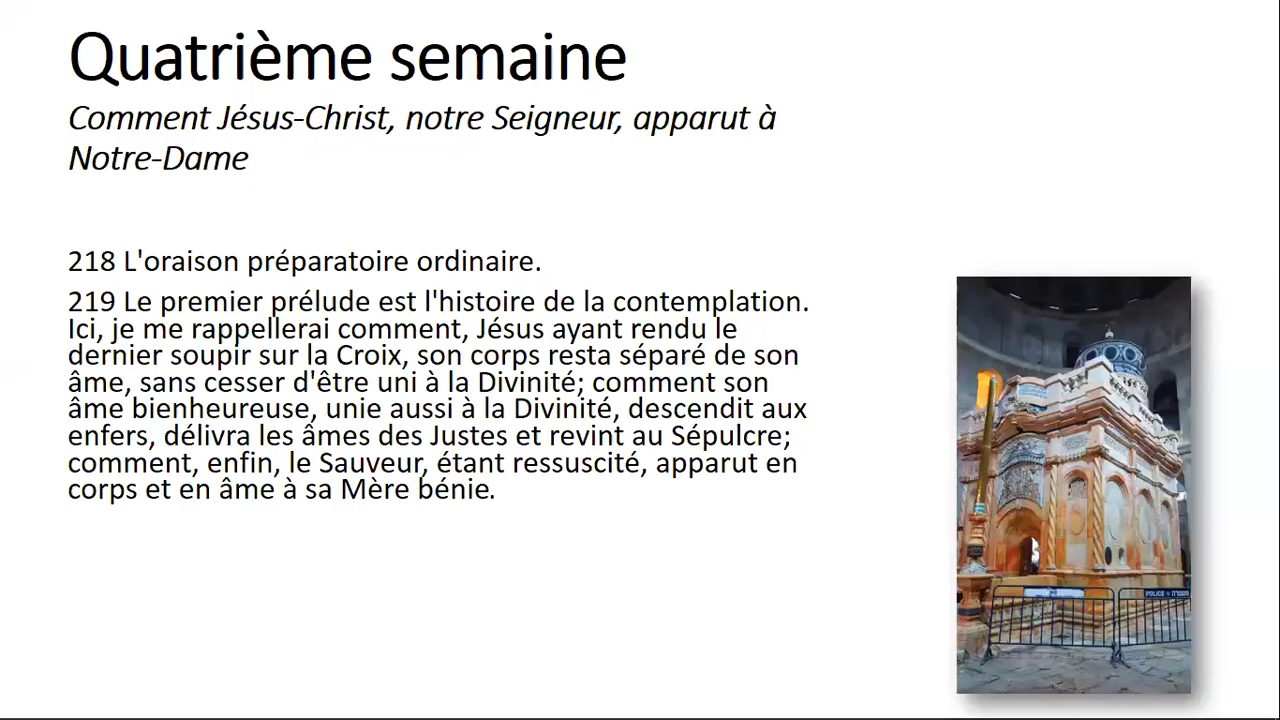 Quatrième semaine
Comment Jésus-Christ, notre Seigneur, apparut à
Notre-Dame
218 L'oraison préparatoire ordinaire.
219 Le premier prélude est l'histoire de la contemplation.
Ici, je me rappellerai comment, Jésus ayant rendu le
dernier soupir sur la Croix, son corps resta séparé de son
âme, sans cesser d'être uni à la Divinité; comment son
âme bienheureuse, unie aussi à la Divinité, descendit aux
enfers, délivra les âmes des Justes et revint au Sépulcre;
comment, enfin, le Sauveur, étant ressuscité, apparut en
corps et en âme à sa Mère bénie.
POLICE משטרה